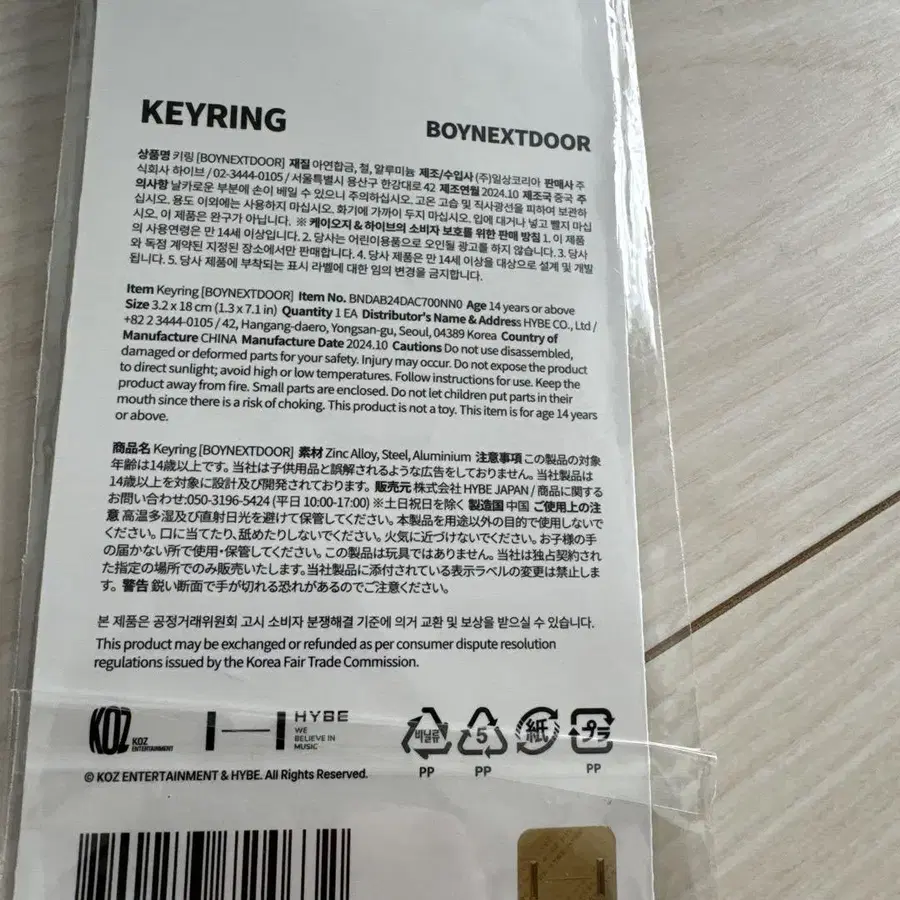 KEYRING
BOYNEXTDOOR
상품명 키링 [BOYNEXTDOOR] 재질 아연합금, 철, 알루미늄 제조/수입사 (주)일상코리아 판매사 주
식회사 하이브 / 02-3444-0105 / 서울특별시 용산구 한강대로 42 제조연월 2024.10 제조국 중국 주
의사항 날카로운 부분에 손이 베일 수 있으니 주의하십시오. 고온 고습 및 직사광선을 피하여 보관하
십시오. 용도 이외에는 사용하지 마십시오. 화기에 가까이 두지 마십시오. 입에 대거나 넣고 빨지 마십
시오. 이 제품은 완구가 아닙니다. ※ 케이오지 & 하이브의 소비자 보호를 위한 판매 방침 1. 이 제품
의 사용연령은 만 14세 이상입니다. 2. 당사는 어린이용품으로 오인될 광고를 하지 않습니다. 3. 당사
와 독점 계약된 지정된 장소에서만 판매합니다. 4. 당사 제품은 만 14세 이상을 대상으로 설계 및 개발
됩니다. 5. 당사 제품에 부착되는 표시 라벨에 대한 임의 변경을 금지합니다.
Item Keyring [BOYNEXTDOOR] Item No. BNDAB24DAC700NN0 Age 14 years or above
Size 3.2 x 18 cm (1.3 x 7.1 in) Quantity 1 EA Distributor's Name & Address HYBE CO., Ltd /
+82 2 3444-0105 / 42, Hangang-daero, Yongsan-gu, Seoul, 04389 Korea Country of
Manufacture CHINA Manufacture Date 2024.10 Cautions Do not use disassembled,
damaged or deformed parts for your safety. Injury may occur. Do not expose the product
to direct sunlight; avoid high or low temperatures. Follow instructions for use. Keep the
product away from fire. Small parts are enclosed. Do not let children put parts in their
mouth since there is a risk of choking. This product is not a toy. This item is for age 14 years
or above.
商品名 Keyring [BOYNEXTDOOR] 素材 Zinc Alloy, Steel, Aluminium 注意事項 この製品の対象
年齢は14歳以上です。当社は子供用品と誤解されるような広告をしておりません。当社製品は
14歳以上を対象に設計及び開発されております。 販売元 株式会社 HYBE JAPAN / 商品に関する
お問い合わせ:050-3196-5424 (平日 10:00-17:00) ※土日祝日を除く 製造国 中国 ご使用上の注
意 高温多湿及び直射日光を避けて保管してください。本製品を用途以外の目的で使用しないで
ください。口に当てたり、舐めたりしないでください。火気に近づけないでください。お子様の手
の届かない所で使用・保管してください。この製品は玩具ではありません。当社は独占契約され
た指定の場所でのみ販売いたします。当社製品に添付されている表示ラベルの変更は禁止しま
す。 警告 鋭い断面で手が切れる恐れがあるのでご注意ください。
본 제품은 공정거래위원회 고시 소비자 분쟁해결 기준에 의거 교환 및 보상을 받으실 수 있습니다.
This product may be exchanged or refunded as per consumer dispute resolution
regulations issued by the Korea Fair Trade Commission.
KOZ KOZ ENTERTAINMENT
HYBE
WE
BELIEVE IN
MUSIC
비닐류 5 紙 プラ
PP PP PP
© KOZ ENTERTAINMENT & HYBE. All Rights Reserved.